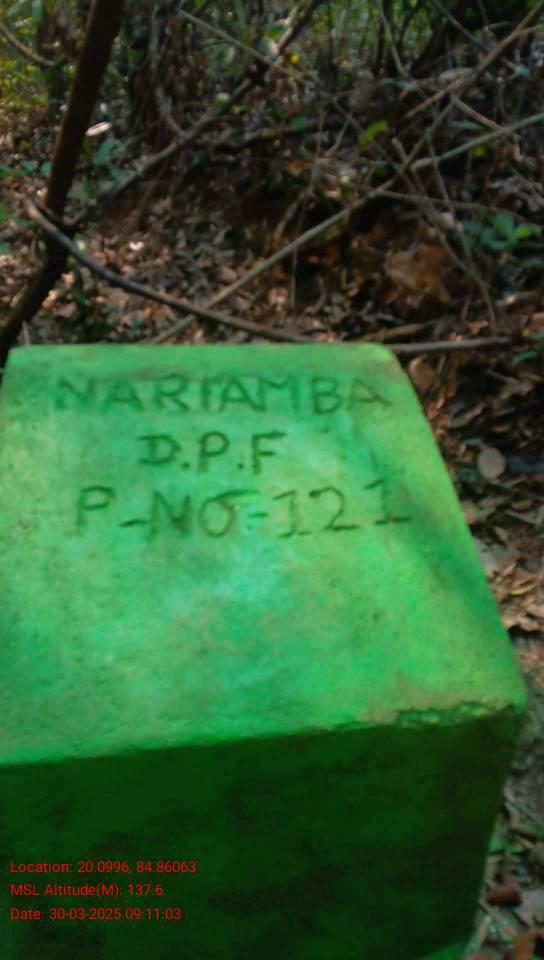 NARIAMBA
D.P.F
P-NO-121
Location: 20.0996, 84.86063
MSL Altitude(M): 137.6
Date: 30-03-2025 09:11:03